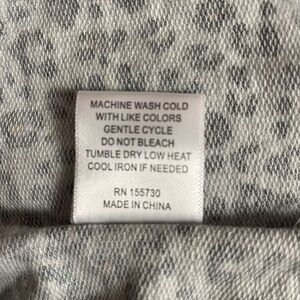 MACHINE WASH COLD
WITH LIKE COLORS
GENTLE CYCLE
DO NOT BLEACH
TUMBLE DRY LOW HEAT
COOL IRON IF NEEDED
RN 155730
MADE IN CHINA